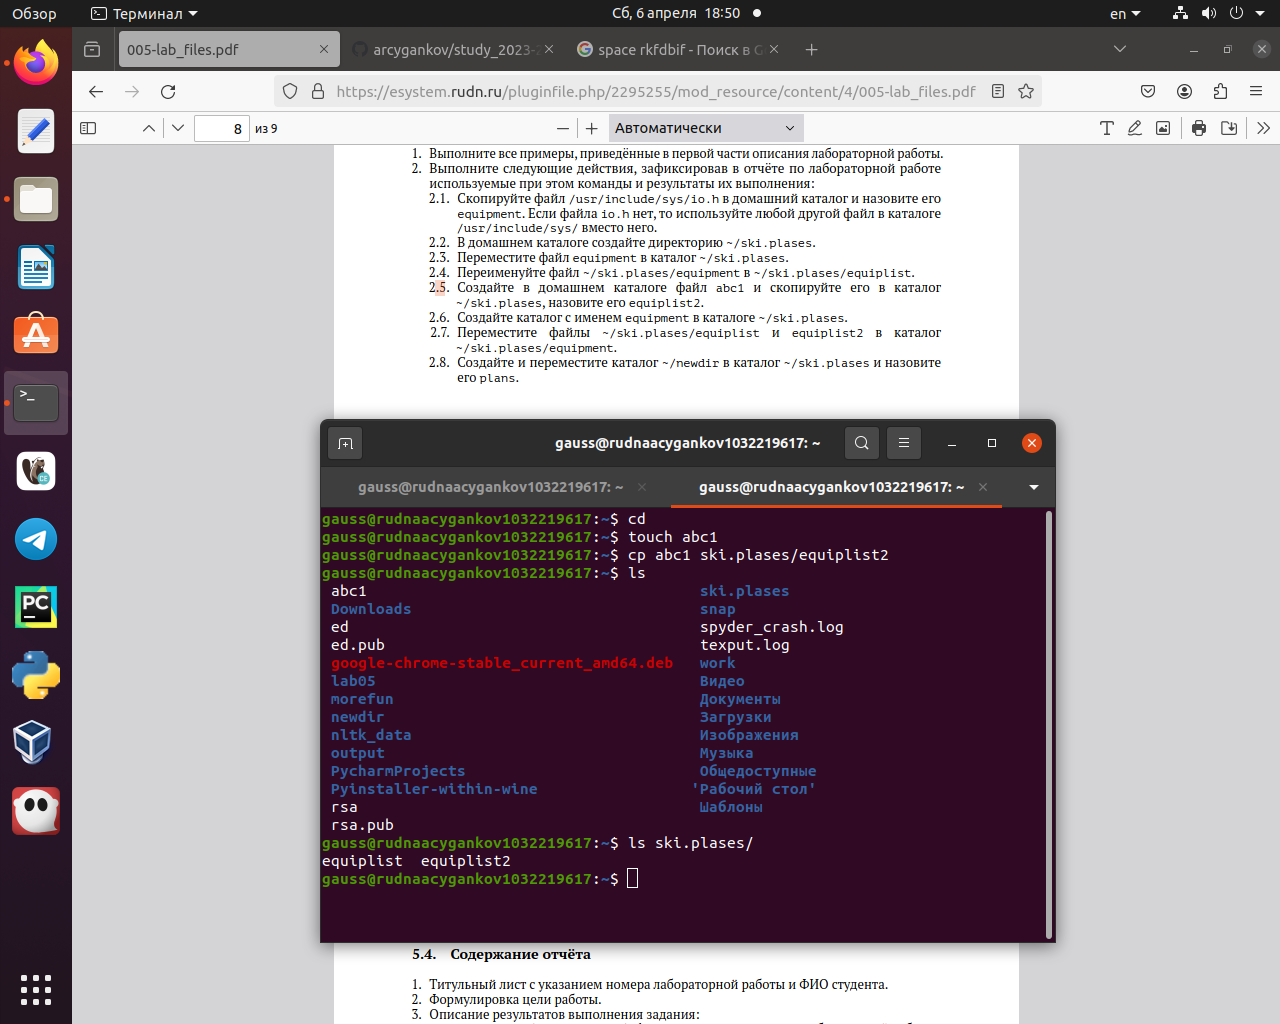 Обзор
Терминал
Сб, 6 апреля 18:50
en
005-lab_files.pdf
arcygankov/study_2023-2
space rkfdbif - Поиск в G
https://esystem.rudn.ru/pluginfile.php/2295255/mod_resource/content/4/005-lab_files.pdf
8 из 9
Автоматически
1. Выполните все примеры, приведённые в первой части описания лабораторной работы.
2. Выполните следующие действия, зафиксировав в отчёте по лабораторной работе
используемые при этом команды и результаты их выполнения:
2.1. Скопируйте файл /usr/include/sys/io.h в домашний каталог и назовите его
equipment. Если файла io.h нет, то используйте любой другой файл в каталоге
/usr/include/sys/ вместо него.
2.2. В домашнем каталоге создайте директорию ~/ski.plases.
2.3. Переместите файл equipment в каталог ~/ski.plases.
2.4. Переименуйте файл ~/ski.plases/equipment в ~/ski.plases/equiplist.
2.5. Создайте в домашнем каталоге файл abc1 и скопируйте его в каталог
~/ski.plases, назовите его equiplist2.
2.6. Создайте каталог с именем equipment в каталоге ~/ski.plases.
2.7. Переместите файлы ~/ski.plases/equiplist и equiplist2 в каталог
~/ski.plases/equipment.
2.8. Создайте и переместите каталог ~/newdir в каталог ~/ski.plases и назовите
его plans.
gauss@rudnaacygankov1032219617: ~
gauss@rudnaacygankov1032219617: ~
gauss@rudnaacygankov1032219617: ~
gauss@rudnaacygankov1032219617:~$ cd
gauss@rudnaacygankov1032219617:~$ touch abc1
gauss@rudnaacygankov1032219617:~$ cp abc1 ski.plases/equiplist2
gauss@rudnaacygankov1032219617:~$ ls
abc1 ski.plases
Downloads snap
ed spyder_crash.log
ed.pub texput.log
google-chrome-stable_current_amd64.deb work
lab05 Видео
morefun Документы
newdir Загрузки
nltk_data Изображения
output Музыка
PycharmProjects Общедоступные
Pyinstaller-within-wine 'Рабочий стол'
rsa Шаблоны
rsa.pub
gauss@rudnaacygankov1032219617:~$ ls ski.plases/
equiplist equiplist2
gauss@rudnaacygankov1032219617:~$
5.4. Содержание отчёта
1. Титульный лист с указанием номера лабораторной работы и ФИО студента.
2. Формулировка цели работы.
3. Описание результатов выполнения задания: